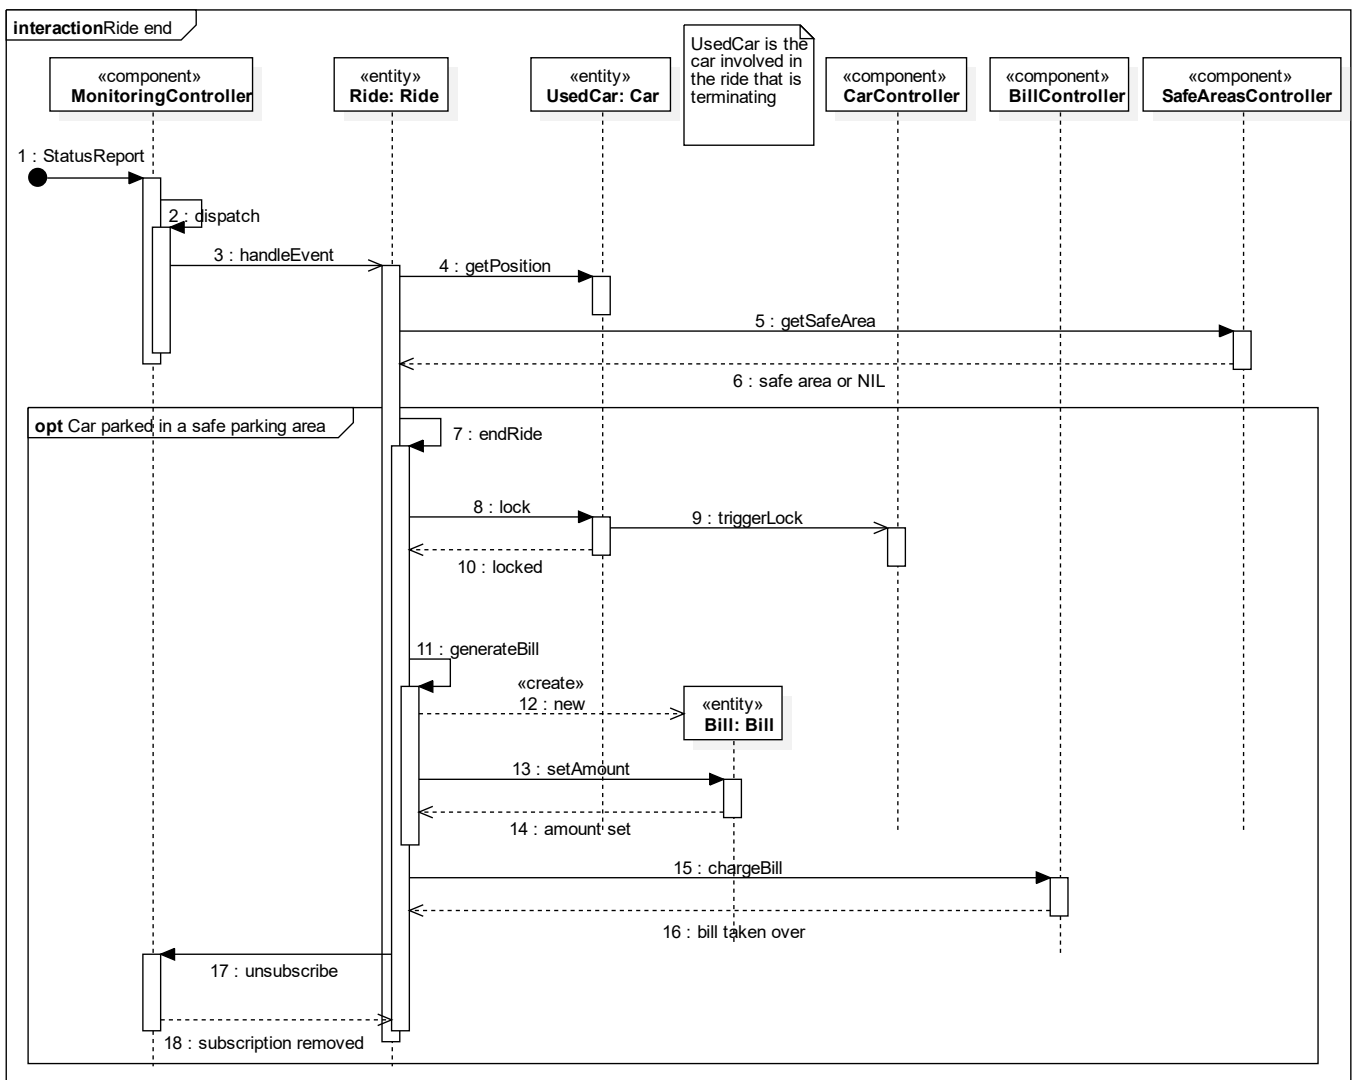 interactionRide end
UsedCar is the
car involved in
the ride that is
terminating
«component»
MonitoringController
«entity»
Ride: Ride
«entity»
UsedCar: Car
«component»
CarController
«component»
BillController
«component»
SafeAreasController
1 : StatusReport
2 : dispatch
3 : handleEvent
4 : getPosition
5 : getSafeArea
6 : safe area or NIL
opt Car parked in a safe parking area
7 : endRide
8 : lock
9 : triggerLock
10 : locked
11 : generateBill
«create»
12 : new
«entity»
Bill: Bill
13 : setAmount
14 : amount set
15 : chargeBill
16 : bill taken over
17 : unsubscribe
18 : subscription removed